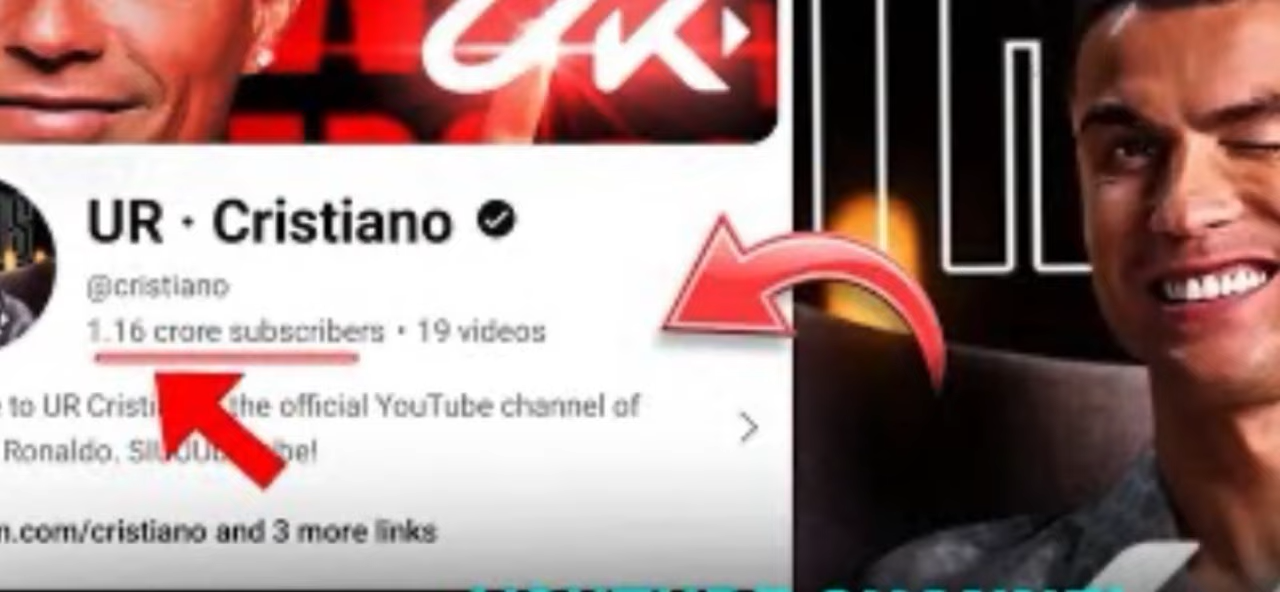 UR
UR · Cristiano
@cristiano
1.16 crore subscribers · 19 videos
to UR the official YouTube channel of
Ronaldo.
m.com/cristiano and 3 more links